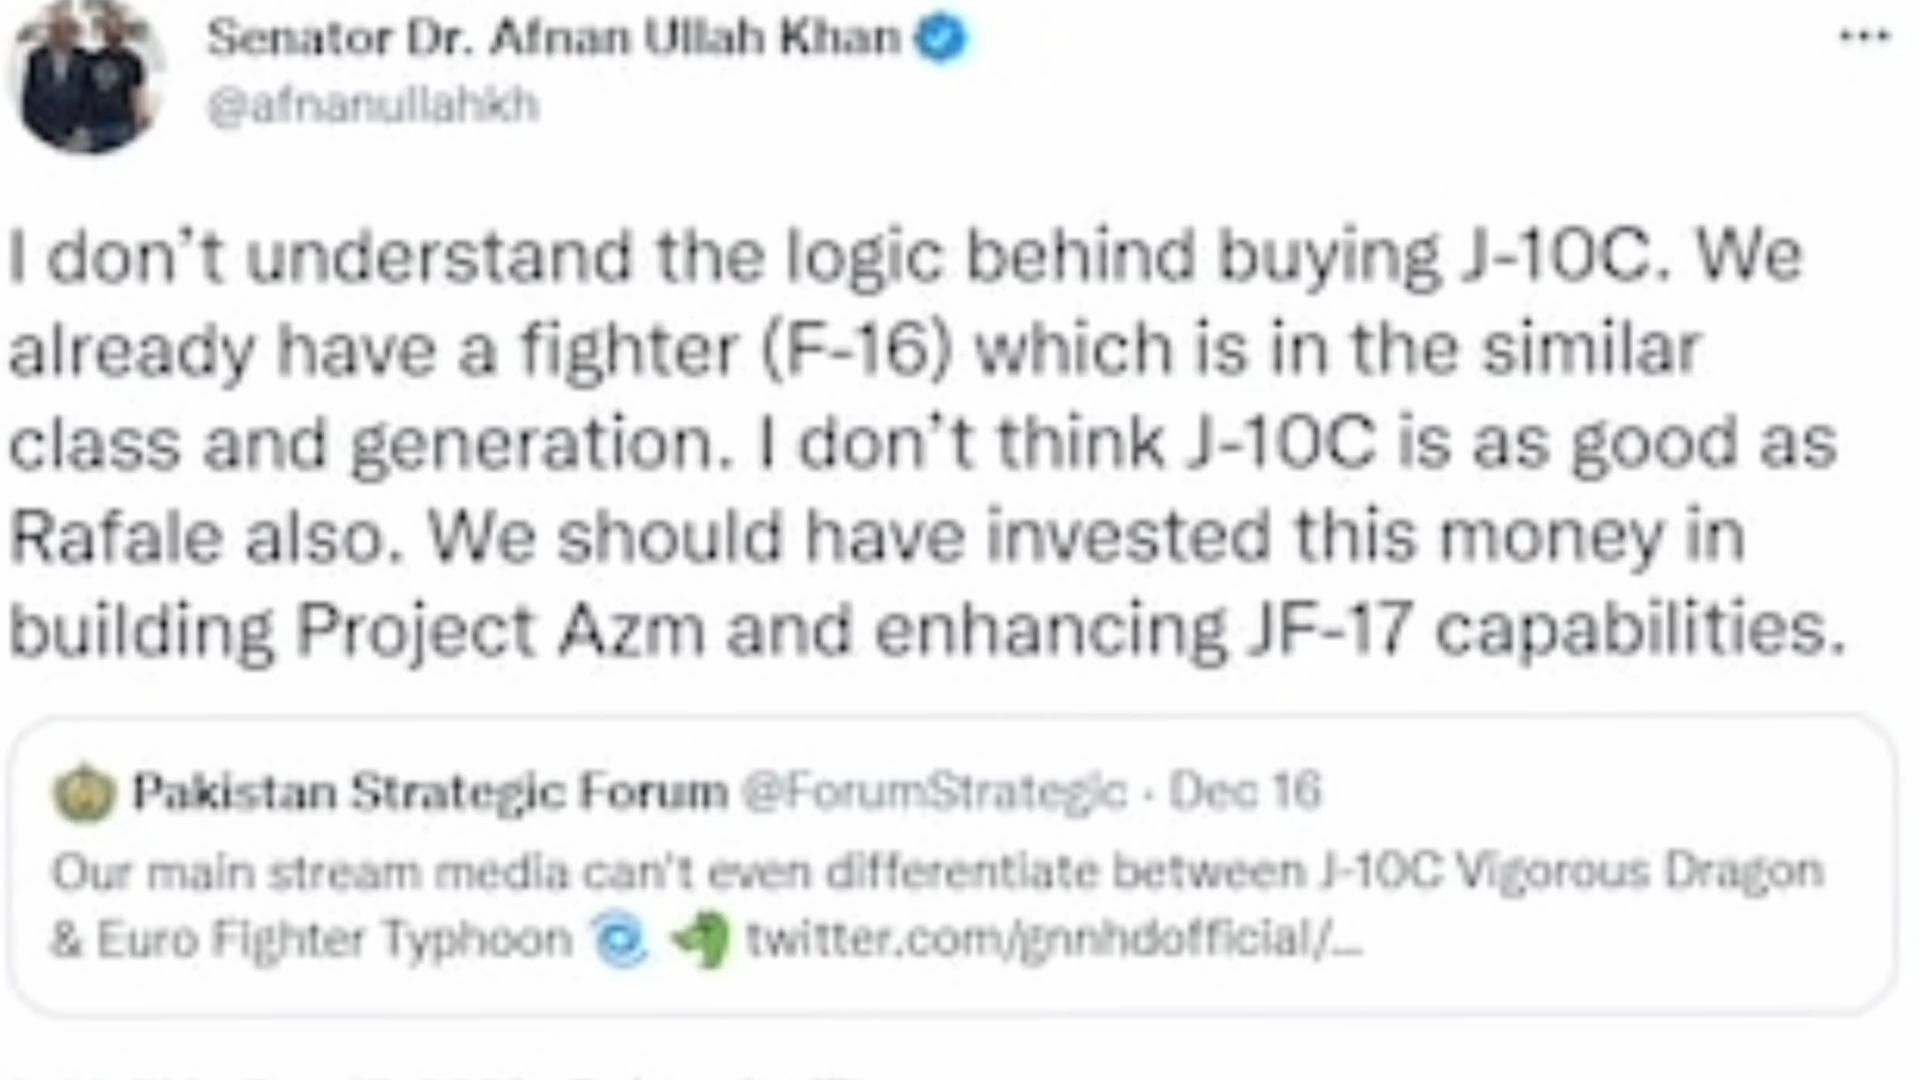 Senator Dr. Afnan Ullah Khan
@afnanullahkh
I don't understand the logic behind buying J-10C. We
already have a fighter (F-16) which is in the similar
class and generation. I don't think J-10C is as good as
Rafale also. We should have invested this money in
building Project Azm and enhancing JF-17 capabilities.
Pakistan Strategic Forum @ForumStrategic · Dec 16
Our main stream media can't even differentiate between J-10C Vigorous Dragon
& Euro Fighter Typhoon 🌀 🐲 twitter.com/gnnhdofficial/...